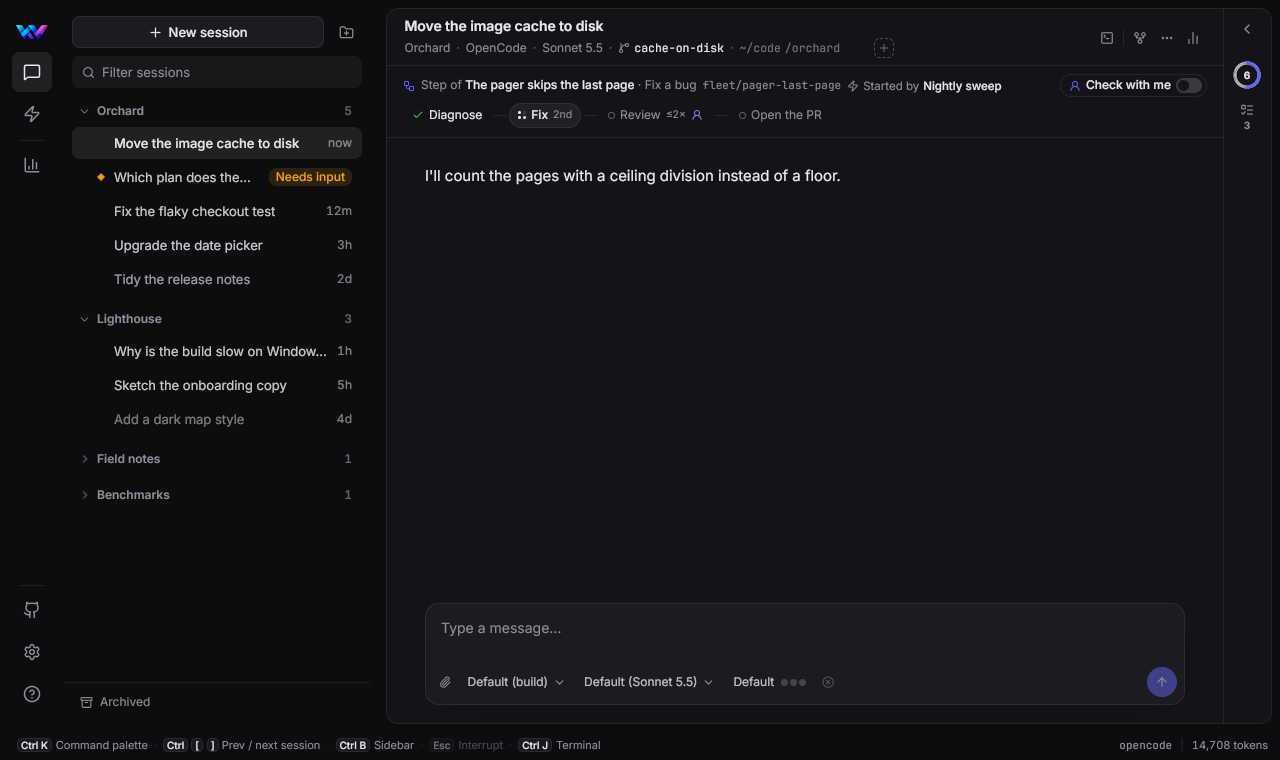 New session
Filter sessions
Orchard 5
Move the image cache to disk now
Which plan does the... Needs input
Fix the flaky checkout test 12m
Upgrade the date picker 3h
Tidy the release notes 2d
Lighthouse 3
Why is the build slow on Window... 1h
Sketch the onboarding copy 5h
Add a dark map style 4d
Field notes 1
Benchmarks 1
Archived
Move the image cache to disk
Orchard · OpenCode · Sonnet 5.5 · cache-on-disk · ~/code/orchard
Step of The pager skips the last page · Fix a bug fleet/pager-last-page Started by Nightly sweep
Check with me
Diagnose Fix 2nd Review ≤2× Open the PR
6
3
I'll count the pages with a ceiling division instead of a floor.
Type a message...
Default (build) Default (Sonnet 5.5) Default
Ctrl K Command palette · Ctrl [ ] Prev / next session · Ctrl B Sidebar · Esc Interrupt · Ctrl J Terminal
opencode 14,708 tokens